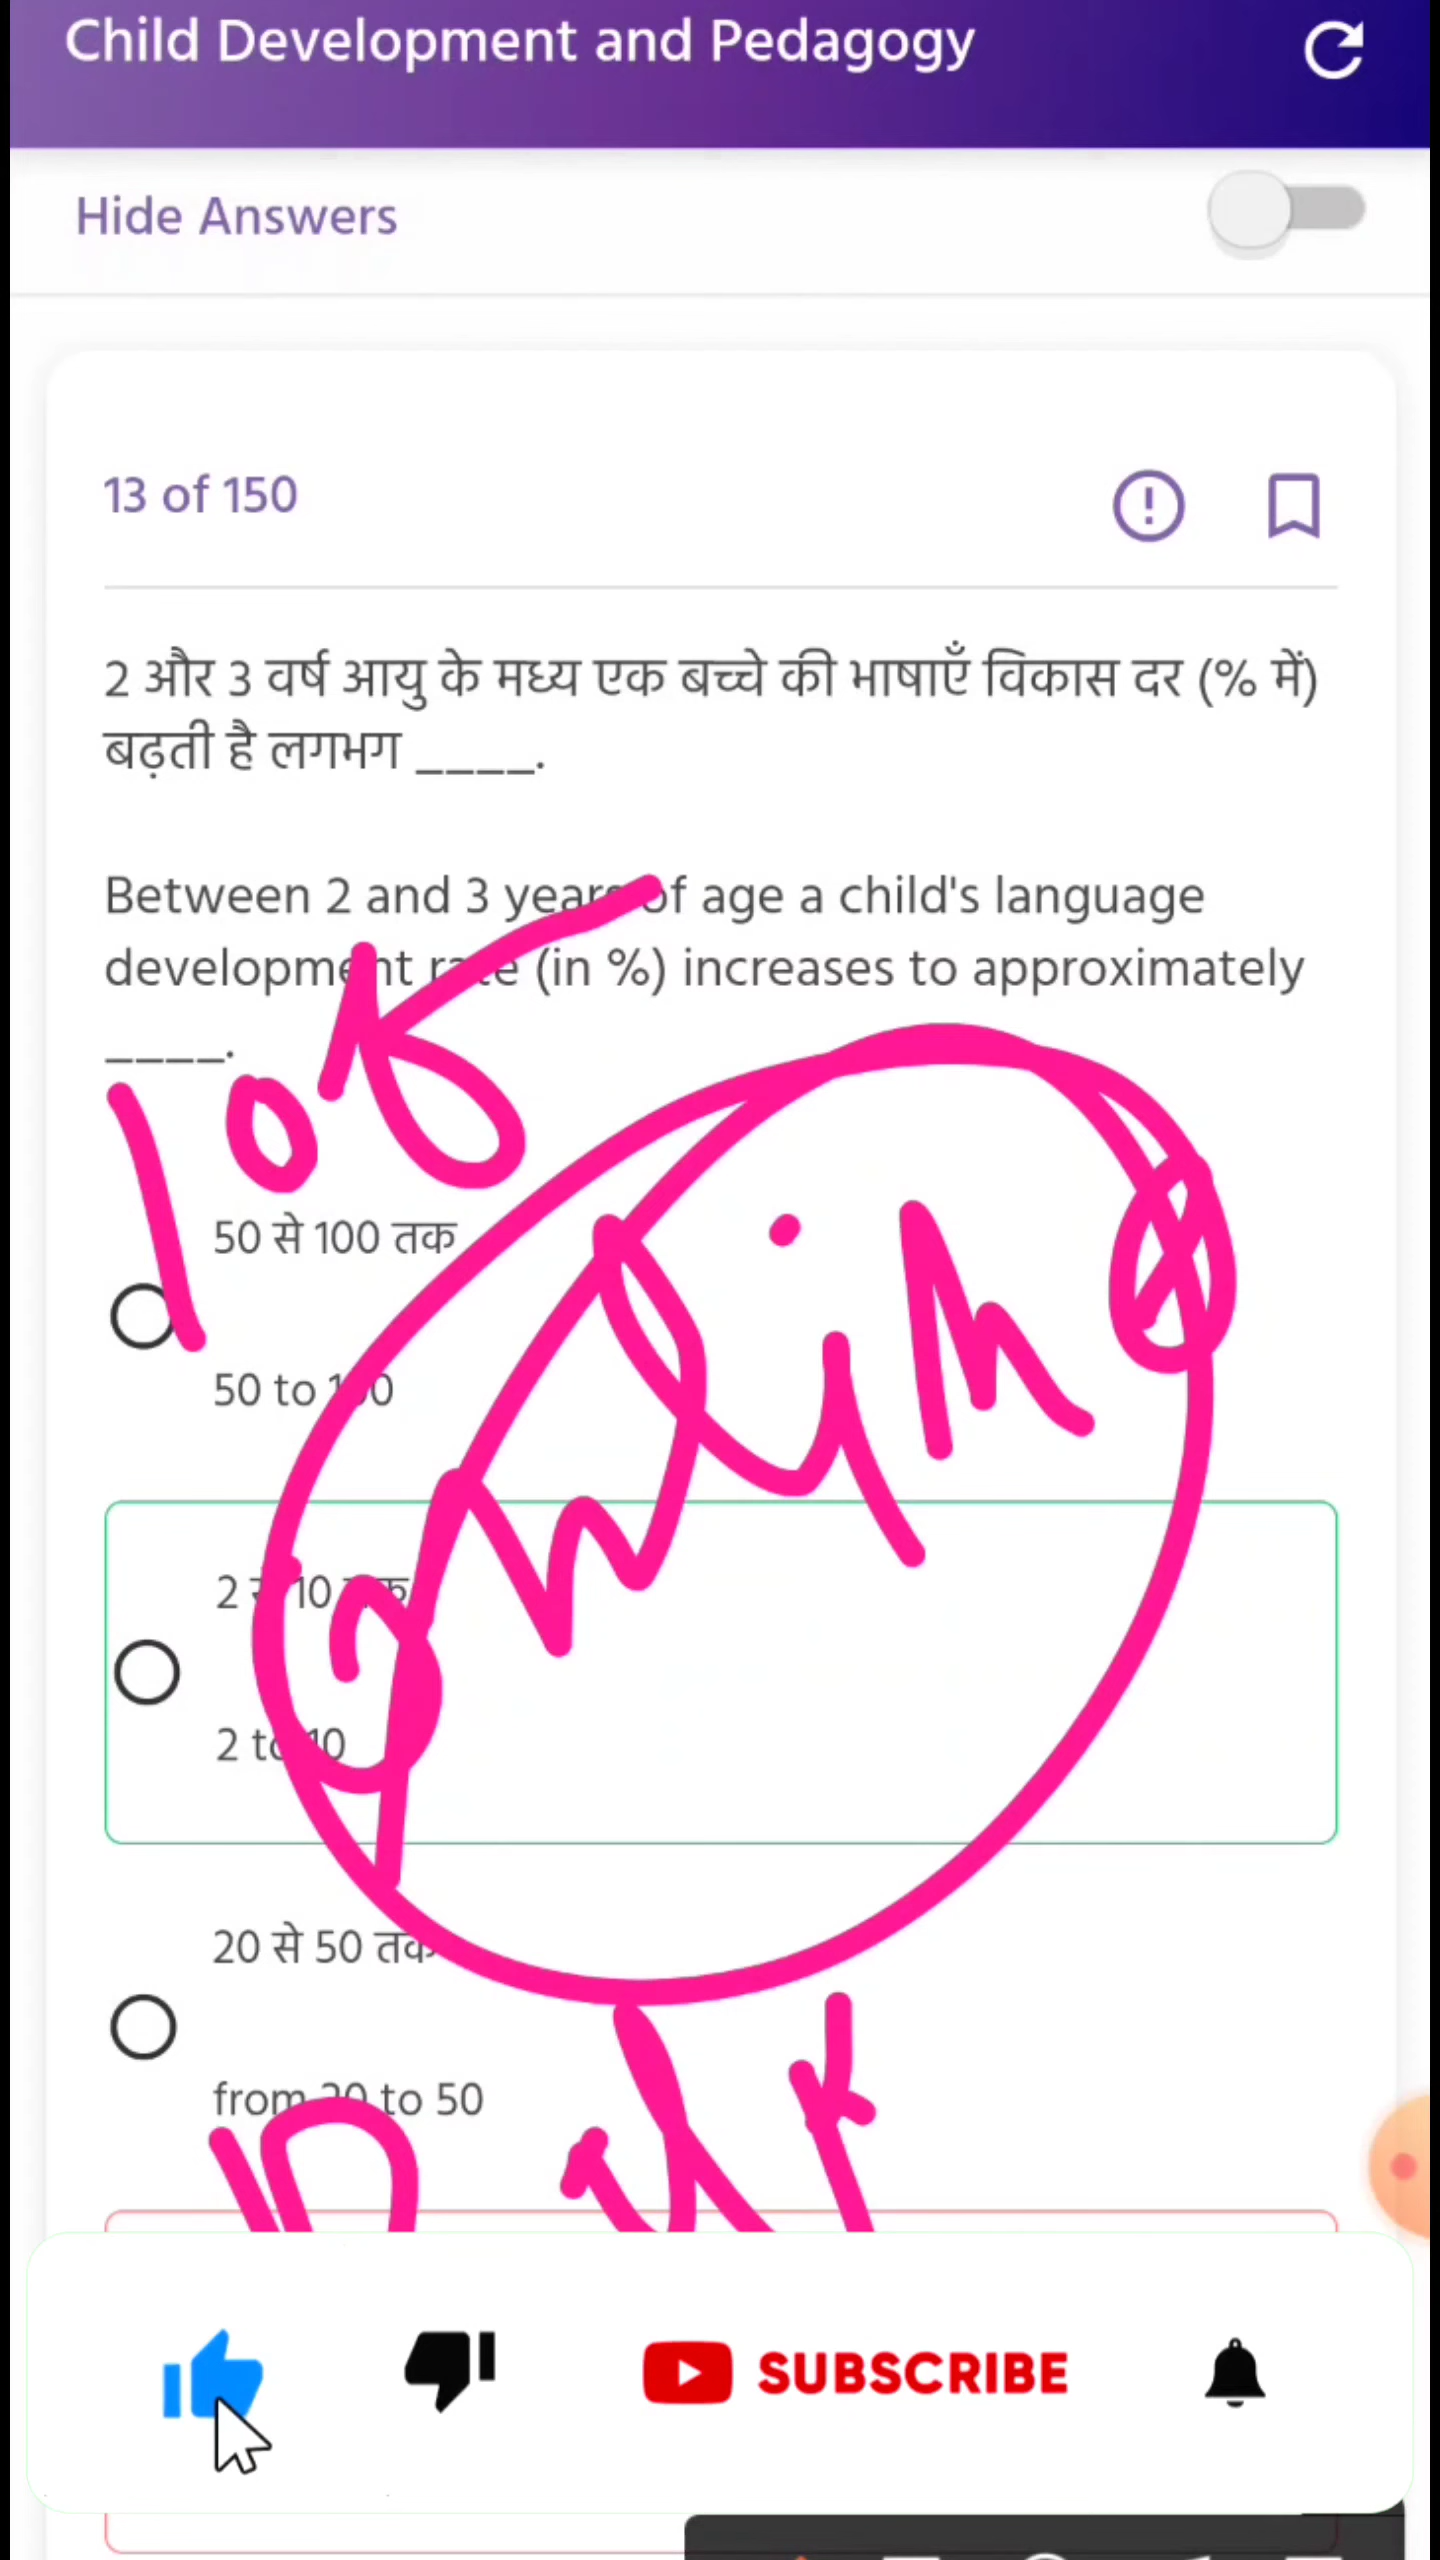 Child Development and Pedagogy
Hide Answers
13 of 150
2 और 3 वर्ष आयु के मध्य एक बच्चे की भाषाएँ विकास दर (% में)
बढ़ती है लगभग ____.
Between 2 and 3 years of age a child's language
development rate (in %) increases to approximately
____.
108
50 से 100 तक
50 to 100
2 से 10 तक
2 to 10
20 से 50 तक
from 20 to 50
SUBSCRIBE